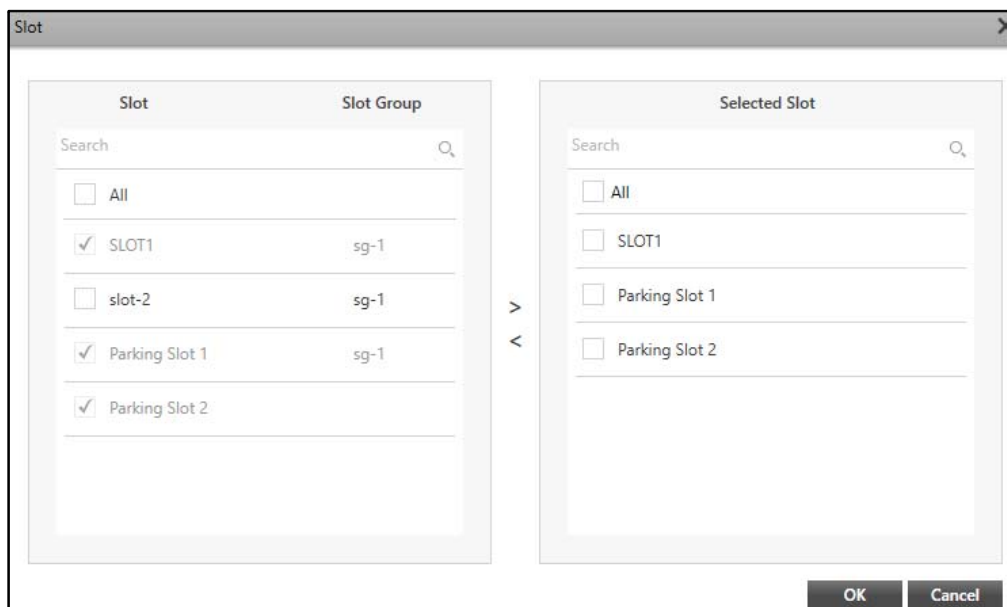 Slot
Slot Slot Group
Search
All
SLOT1 sg-1
slot-2 sg-1
Parking Slot 1 sg-1
Parking Slot 2
>
<
Selected Slot
Search
All
SLOT1
Parking Slot 1
Parking Slot 2
OK Cancel